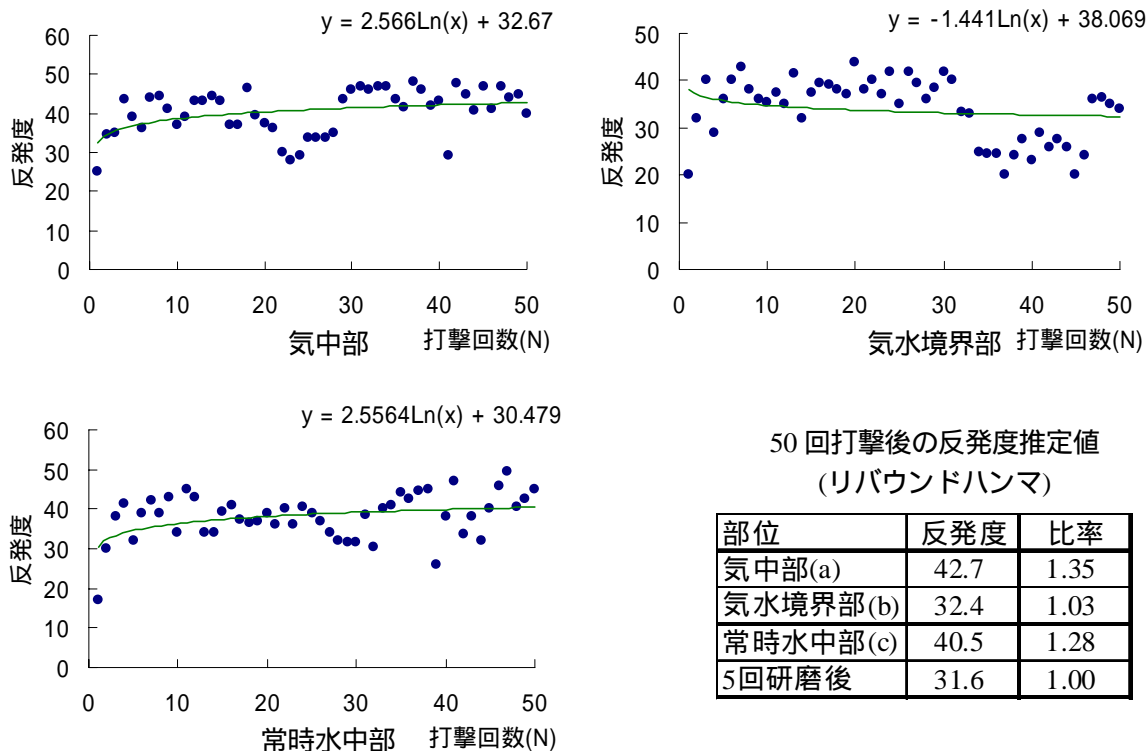 y = 2.566Ln(x) + 32.67
60
50
40
30
20
10
0
反発度
0 10 20 30 40 50
気中部 打撃回数(N)
y = -1.441Ln(x) + 38.069
50
40
30
20
10
0
反発度
0 10 20 30 40 50
気水境界部 打撃回数(N)
y = 2.5564Ln(x) + 30.479
60
50
40
30
20
10
0
反発度
0 10 20 30 40 50
常時水中部 打撃回数(N)
50 回打撃後の反発度推定値
(リバウンドハンマ)
部位 反発度 比率
気中部(a) 42.7 1.35
気水境界部(b) 32.4 1.03
常時水中部(c) 40.5 1.28
5回研磨後 31.6 1.00